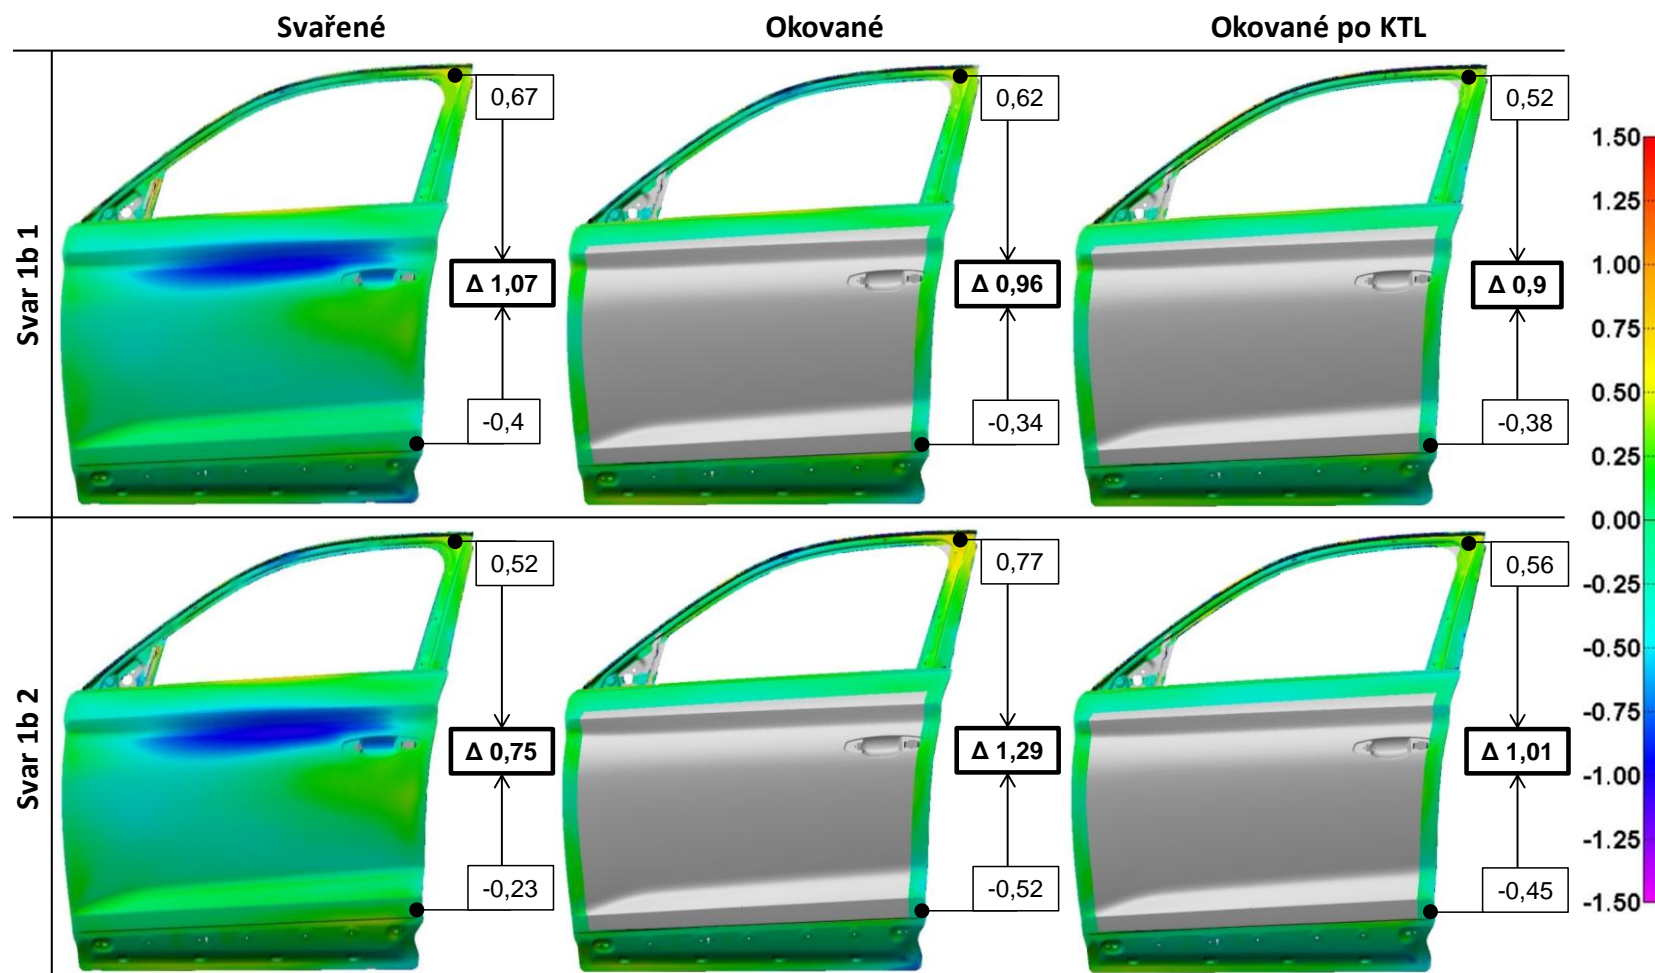 Svařené Okované Okované po KTL
Svar 1b 1
0,67 0,62 0,52
Δ 1,07 Δ 0,96 Δ 0,9
-0,4 -0,34 -0,38
Svar 1b 2
0,52 0,77 0,56
Δ 0,75 Δ 1,29 Δ 1,01
-0,23 -0,52 -0,45
1.50
1.25
1.00
0.75
0.50
0.25
0.00
-0.25
-0.50
-0.75
-1.00
-1.25
-1.50